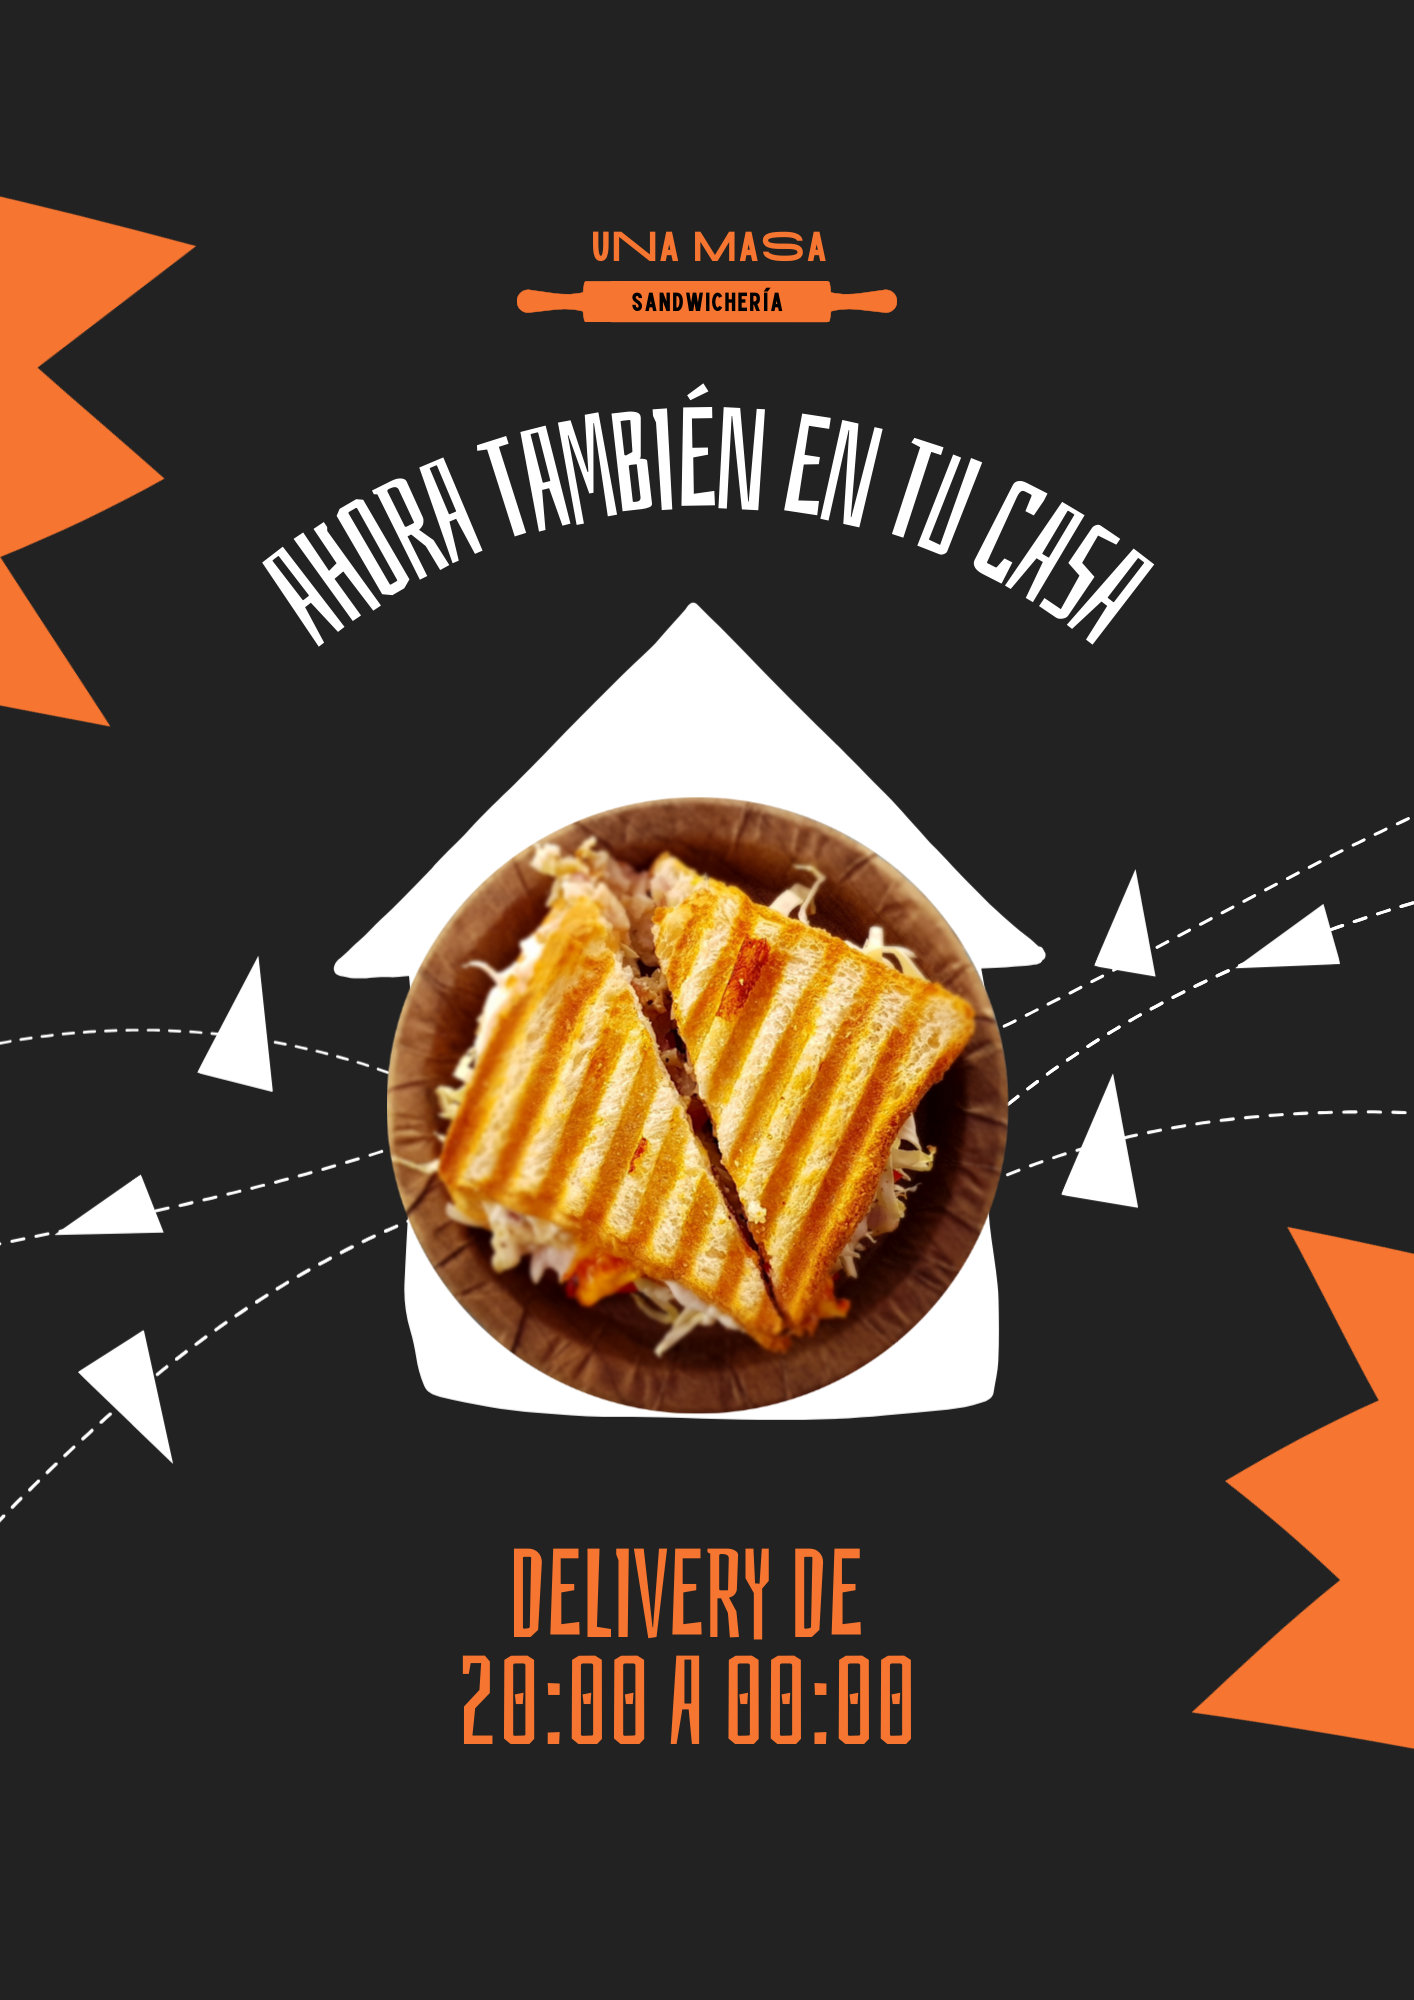 UNA MASA
SANDWICHERÍA
AHORA TAMBIÉN EN TU CASA
DELIVERY DE
20:00 A 00:00